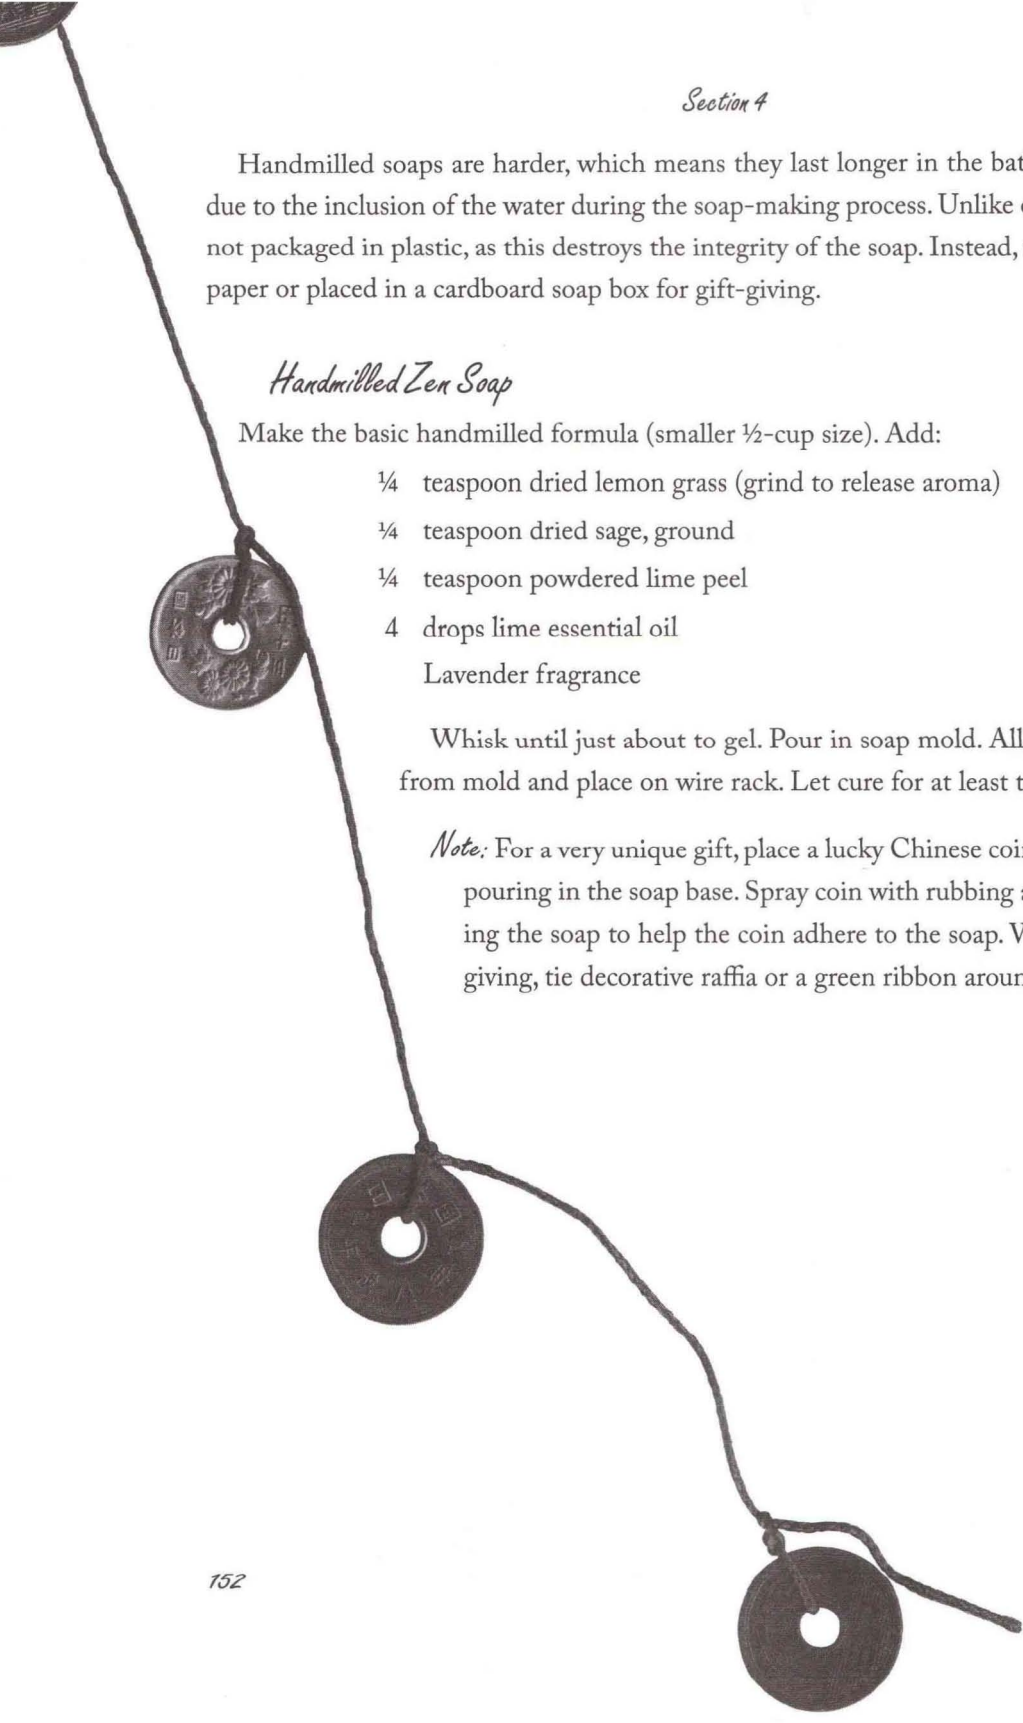 Section 4
Handmilled soaps are harder, which means they last longer in the bat
due to the inclusion of the water during the soap-making process. Unlike
not packaged in plastic, as this destroys the integrity of the soap. Instead,
paper or placed in a cardboard soap box for gift-giving.
Handmilled Zen Soap
Make the basic handmilled formula (smaller ½-cup size). Add:
¼ teaspoon dried lemon grass (grind to release aroma)
¼ teaspoon dried sage, ground
¼ teaspoon powdered lime peel
4 drops lime essential oil
Lavender fragrance
Whisk until just about to gel. Pour in soap mold. All
from mold and place on wire rack. Let cure for at least t
Note: For a very unique gift, place a lucky Chinese coi
pouring in the soap base. Spray coin with rubbing
ing the soap to help the coin adhere to the soap.
giving, tie decorative raffia or a green ribbon aroun
152